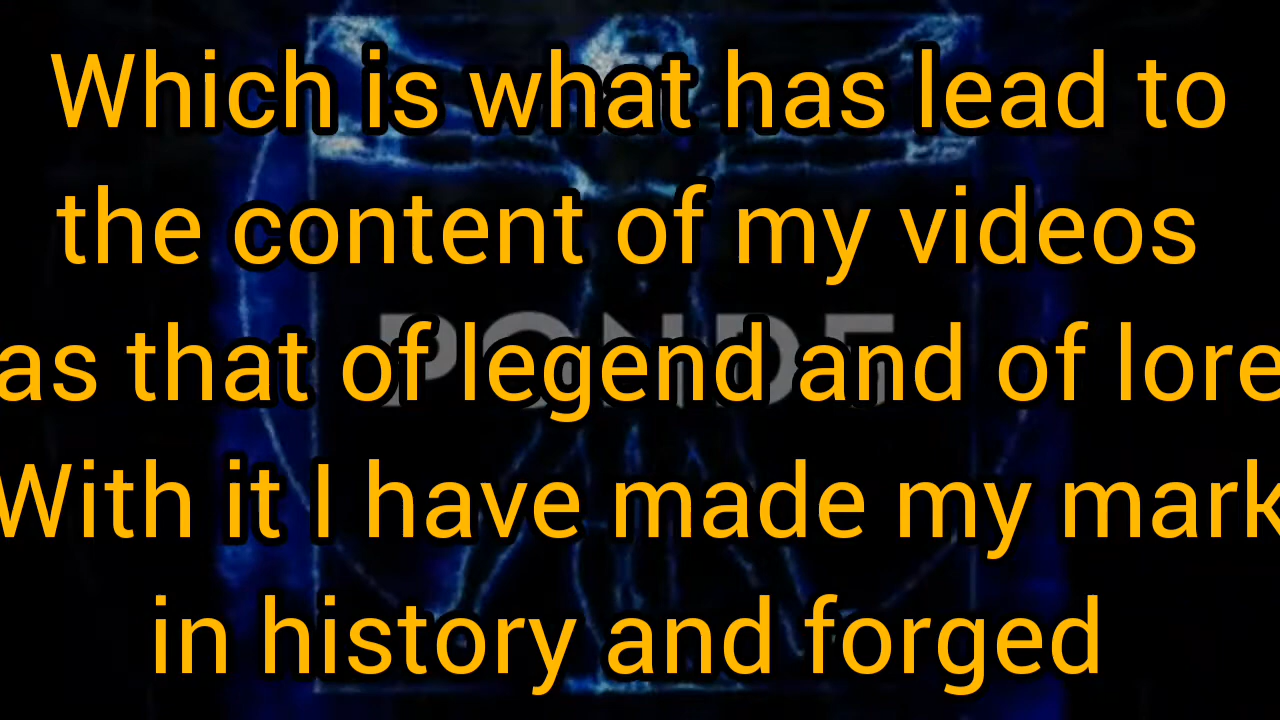 Which is what has lead to
the content of my videos
as that of legend and of lore
With it I have made my mark
in history and forged
POND5